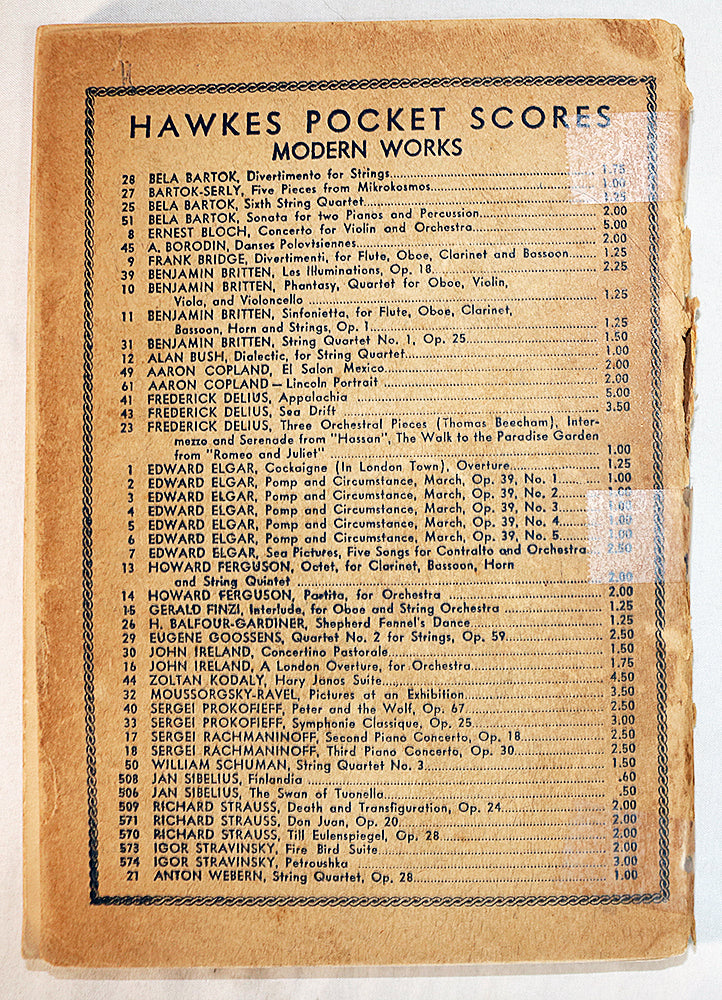 HAWKES POCKET SCORES
MODERN WORKS
28 BELA BARTOK, Divertimento for Strings 1.75
27 BARTOK-SERLY, Five Pieces from Mikrokosmos 1.00
25 BELA BARTOK, Sixth String Quartet 1.25
51 BELA BARTOK, Sonata for two Pianos and Percussion 2.00
8 ERNEST BLOCH, Concerto for Violin and Orchestra 5.00
45 A. BORODIN, Danses Polovtsiennes 2.00
9 FRANK BRIDGE, Divertimenti, for Flute, Oboe, Clarinet and Bassoon 1.25
39 BENJAMIN BRITTEN, Les Illuminations, Op. 18 2.25
10 BENJAMIN BRITTEN, Phantasy, Quartet for Oboe, Violin,
Viola, and Violoncello 1.25
11 BENJAMIN BRITTEN, Sinfonietta, for Flute, Oboe, Clarinet,
Bassoon, Horn and Strings, Op. 1 1.25
31 BENJAMIN BRITTEN, String Quartet No. 1, Op. 25 1.50
12 ALAN BUSH, Dialectic, for String Quartet 1.00
49 AARON COPLAND, El Salon Mexico 2.00
61 AARON COPLAND — Lincoln Portrait 2.00
41 FREDERICK DELIUS, Appalachia 5.00
43 FREDERICK DELIUS, Sea Drift 3.50
23 FREDERICK DELIUS, Three Orchestral Pieces (Thomas Beecham), Inter-
mezzo and Serenade from "Hassan", The Walk to the Paradise Garden
from "Romeo and Juliet" 1.00
1 EDWARD ELGAR, Cockaigne (In London Town), Overture 1.25
2 EDWARD ELGAR, Pomp and Circumstance, March, Op. 39, No. 1 1.00
3 EDWARD ELGAR, Pomp and Circumstance, March, Op. 39, No. 2 1.00
4 EDWARD ELGAR, Pomp and Circumstance, March, Op. 39, No. 3 1.00
5 EDWARD ELGAR, Pomp and Circumstance, March, Op. 39, No. 4 1.00
6 EDWARD ELGAR, Pomp and Circumstance, March, Op. 39, No. 5 1.00
7 EDWARD ELGAR, Sea Pictures, Five Songs for Contralto and Orchestra 2.50
13 HOWARD FERGUSON, Octet, for Clarinet, Bassoon, Horn
and String Quintet 2.00
14 HOWARD FERGUSON, Partita, for Orchestra 2.00
15 GERALD FINZI, Interlude, for Oboe and String Orchestra 1.25
26 H. BALFOUR-GARDINER, Shepherd Fennel's Dance 1.25
29 EUGENE GOOSSENS, Quartet No. 2 for Strings, Op. 59 2.50
30 JOHN IRELAND, Concertino Pastorale 1.50
16 JOHN IRELAND, A London Overture, for Orchestra 1.75
44 ZOLTAN KODALY, Hary Janos Suite 4.50
32 MOUSSORGSKY-RAVEL, Pictures at an Exhibition 3.50
40 SERGEI PROKOFIEFF, Peter and the Wolf, Op. 67 2.50
33 SERGEI PROKOFIEFF, Symphonie Classique, Op. 25 3.00
17 SERGEI RACHMANINOFF, Second Piano Concerto, Op. 18 2.50
18 SERGEI RACHMANINOFF, Third Piano Concerto, Op. 30 2.50
50 WILLIAM SCHUMAN, String Quartet No. 3 1.50
508 JAN SIBELIUS, Finlandia .60
506 JAN SIBELIUS, The Swan of Tuonella .50
509 RICHARD STRAUSS, Death and Transfiguration, Op. 24 2.00
571 RICHARD STRAUSS, Don Juan, Op. 20 2.00
570 RICHARD STRAUSS, Till Eulenspiegel, Op. 28 2.00
573 IGOR STRAVINSKY, Fire Bird Suite 2.00
574 IGOR STRAVINSKY, Petroushka 3.00
21 ANTON WEBERN, String Quartet, Op. 28 1.00